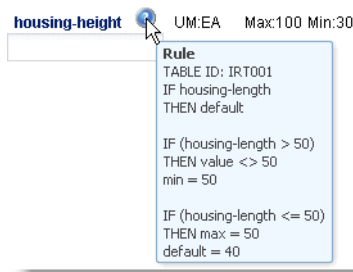 housing-height UM:EA Max:100 Min:30
Rule
TABLE ID: IRT001
IF housing-length
THEN default
IF (housing-length > 50)
THEN value <> 50
min = 50
IF (housing-length <= 50)
THEN max = 50
default = 40